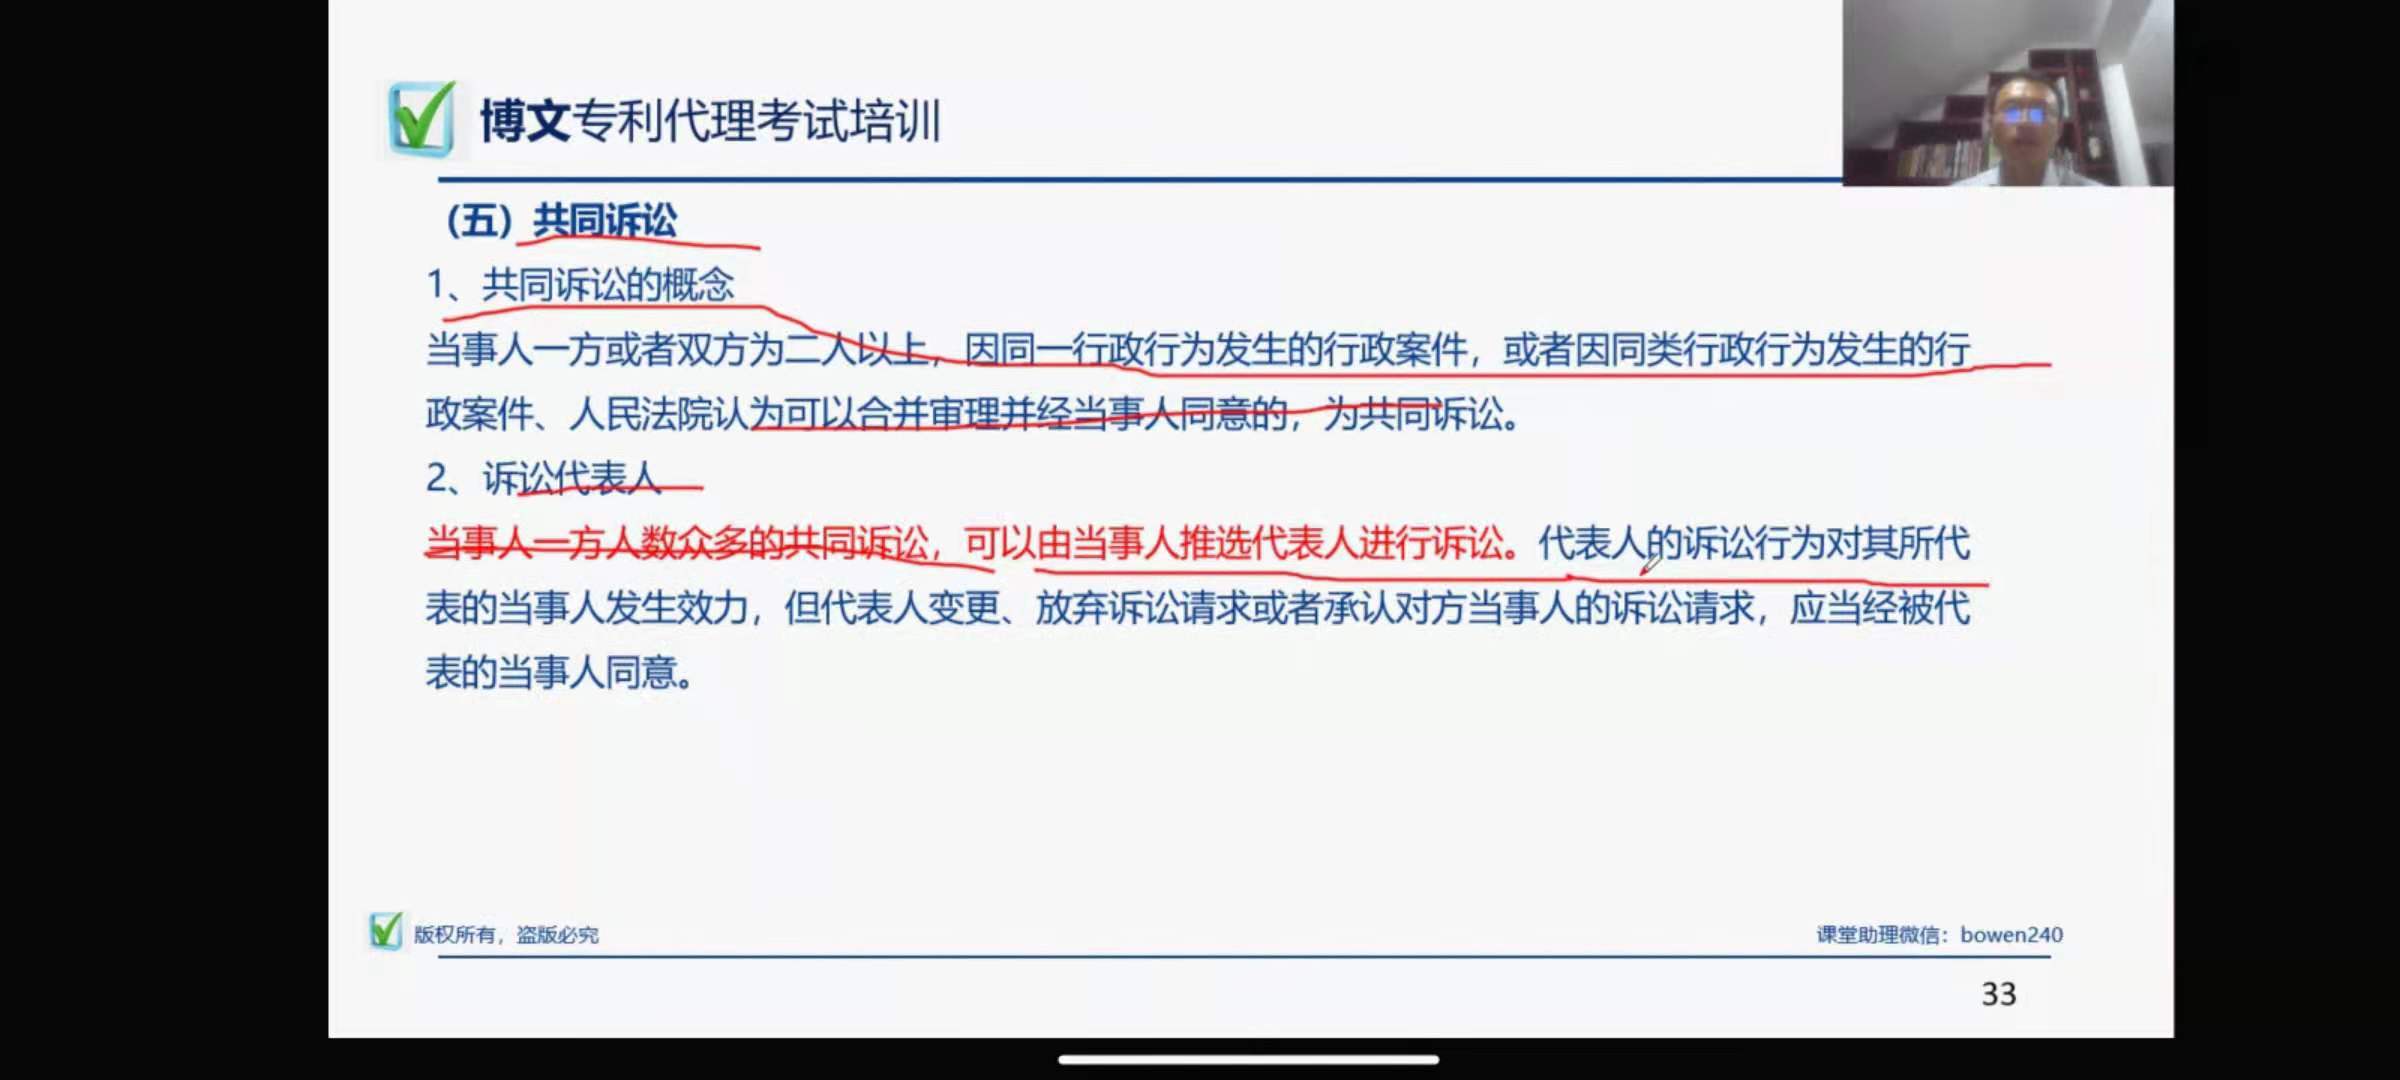 博文专利代理考试培训
（五）共同诉讼
1、共同诉讼的概念
当事人一方或者双方为二人以上，因同一行政行为发生的行政案件，或者因同类行政行为发生的行
政案件、人民法院认为可以合并审理并经当事人同意的，为共同诉讼。
2、诉讼代表人
当事人一方人数众多的共同诉讼，可以由当事人推选代表人进行诉讼。代表人的诉讼行为对其所代
表的当事人发生效力，但代表人变更、放弃诉讼请求或者承认对方当事人的诉讼请求，应当经被代
表的当事人同意。
版权所有，盗版必究
课堂助理微信：bowen240
33